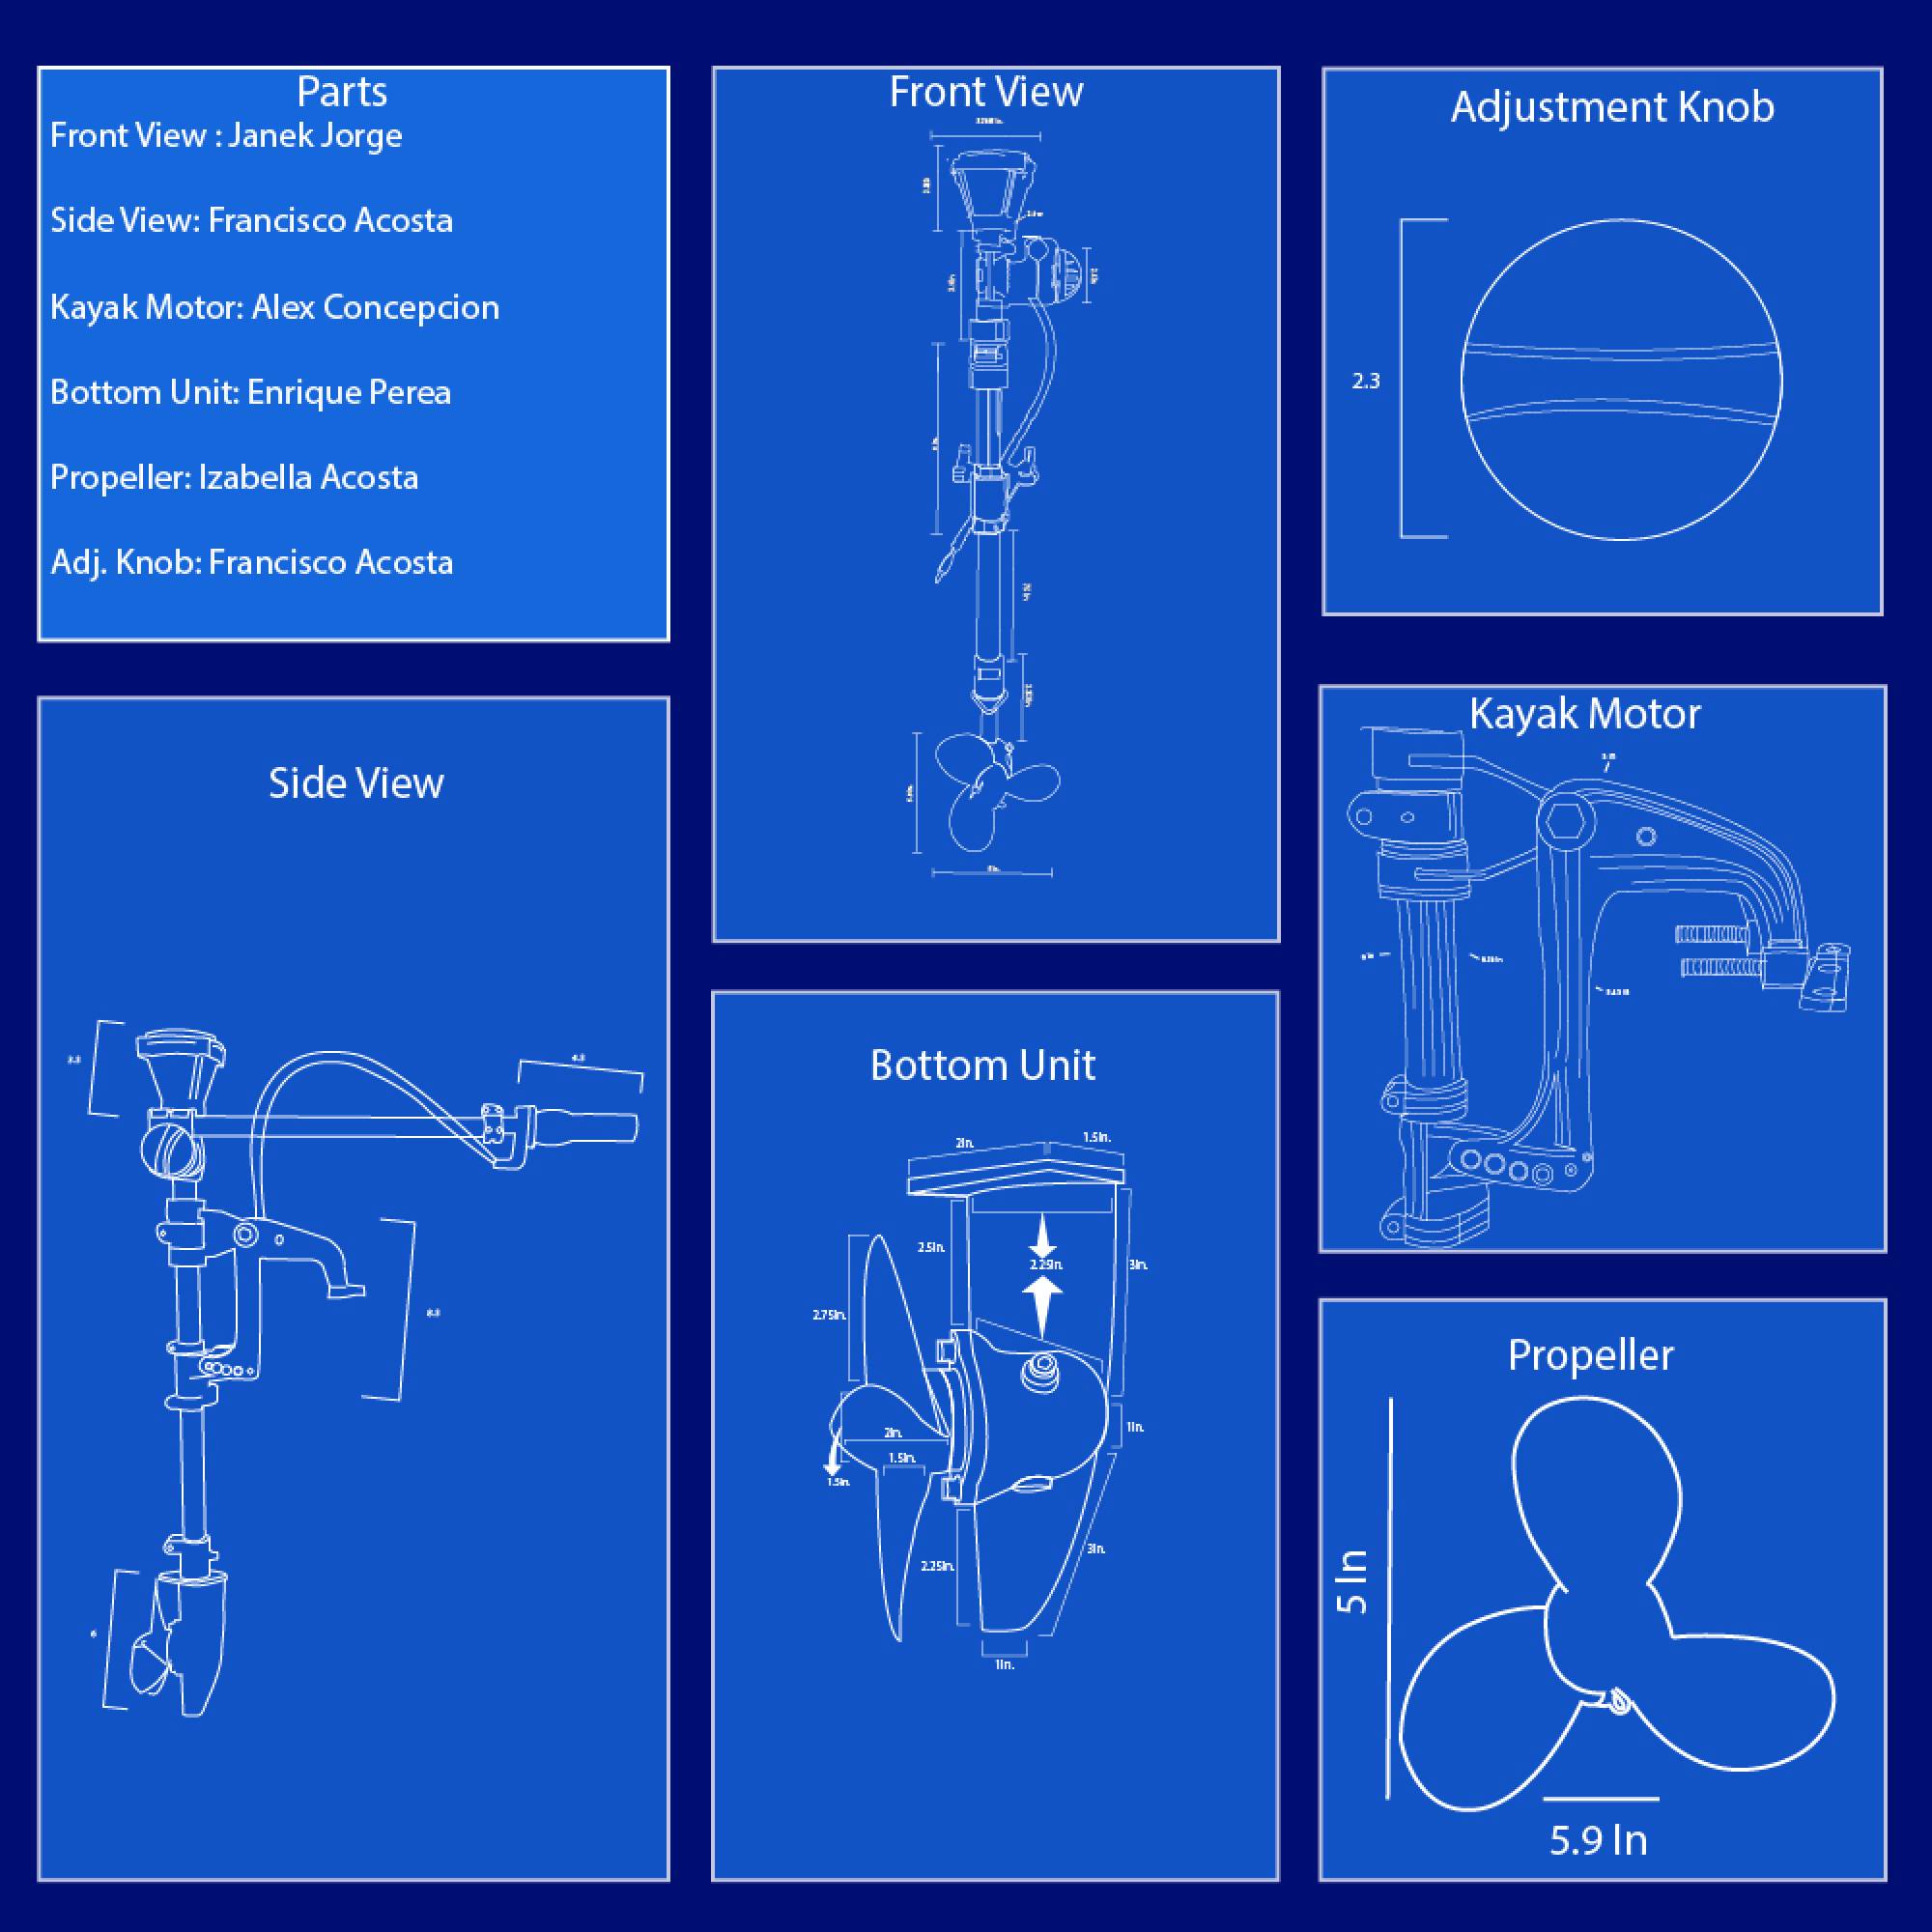 Parts
Front View : Janek Jorge
Side View: Francisco Acosta
Kayak Motor: Alex Concepcion
Bottom Unit: Enrique Perea
Propeller: Izabella Acosta
Adj. Knob: Francisco Acosta
Front View
Adjustment Knob
2.3
Side View
4.3
6
Kayak Motor
Bottom Unit
2In.
1.5In.
2.5In.
2.25In.
3In.
2.75In.
1In.
2In.
1.5In.
1.5In.
2.25In.
3In.
1In.
Propeller
5 In
5.9 In